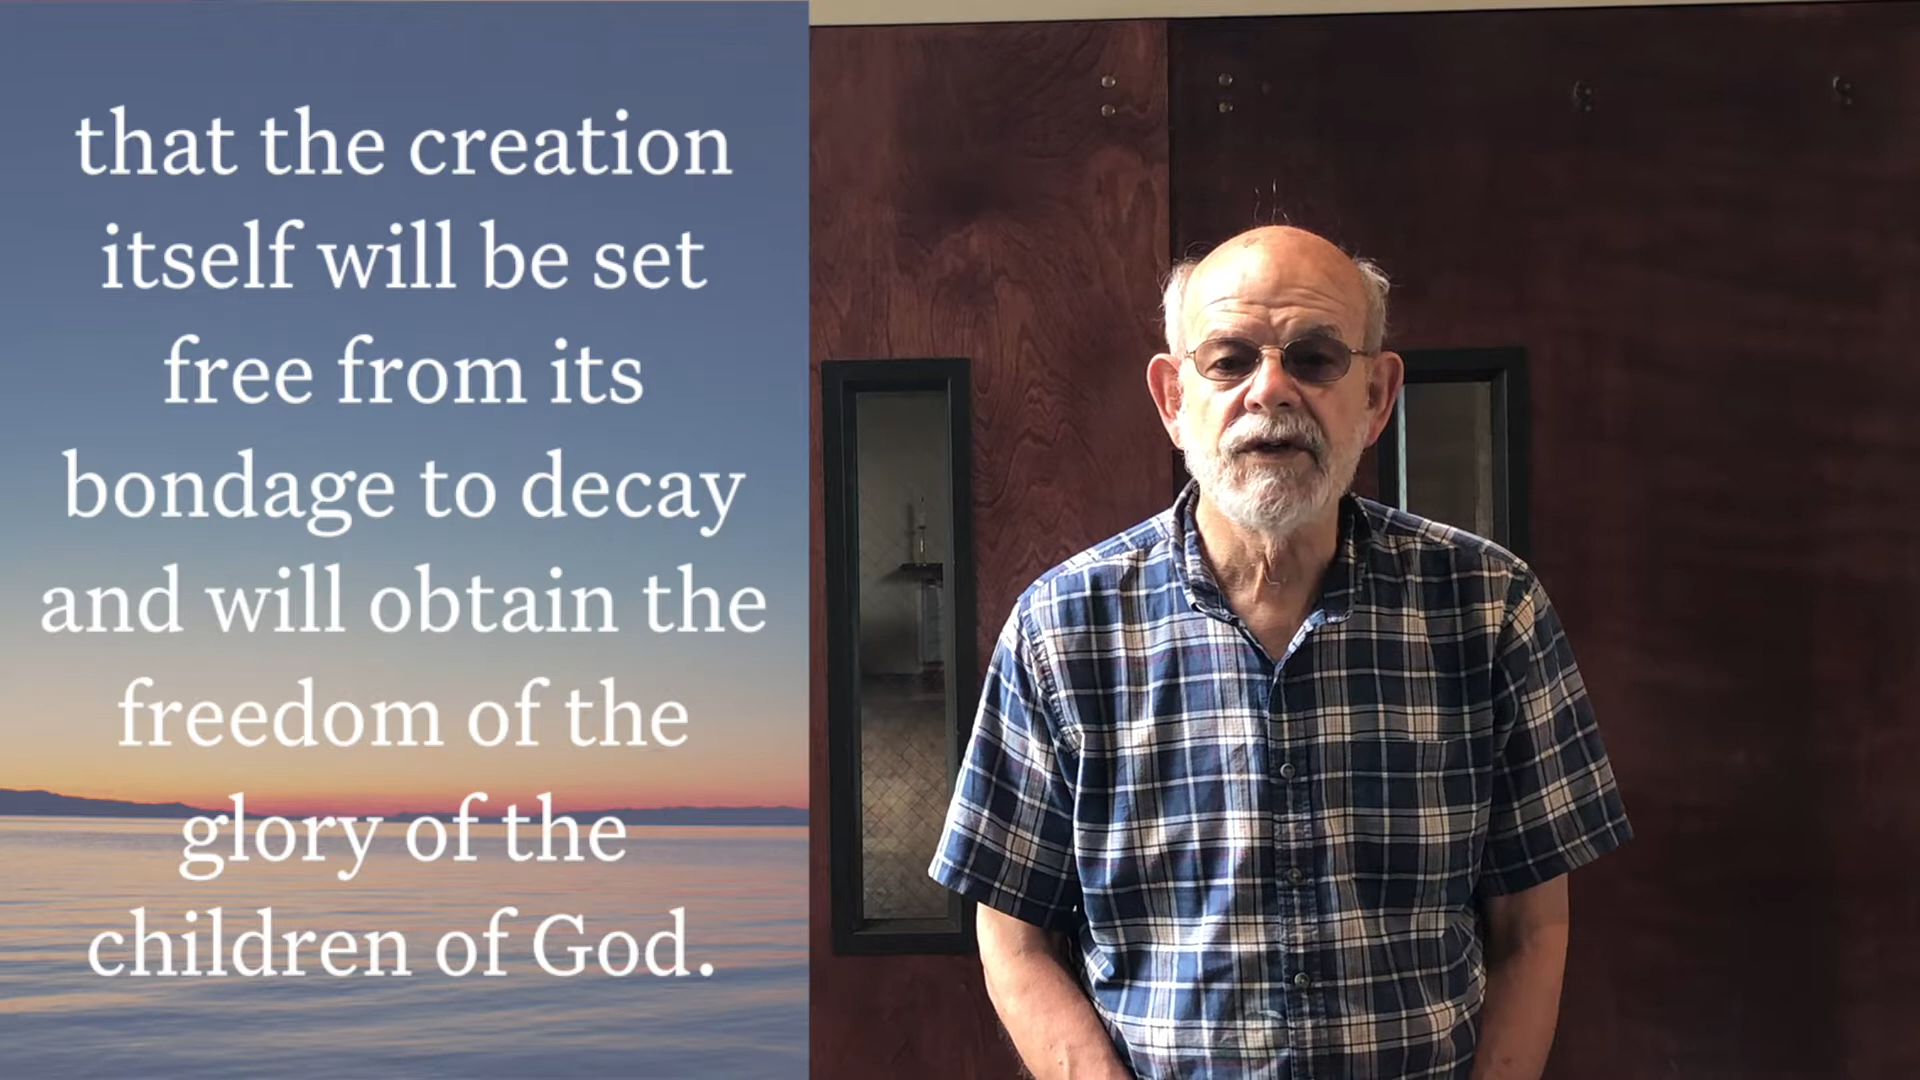 that the creation
itself will be set
free from its
bondage to decay
and will obtain the
freedom of the
glory of the
children of God.